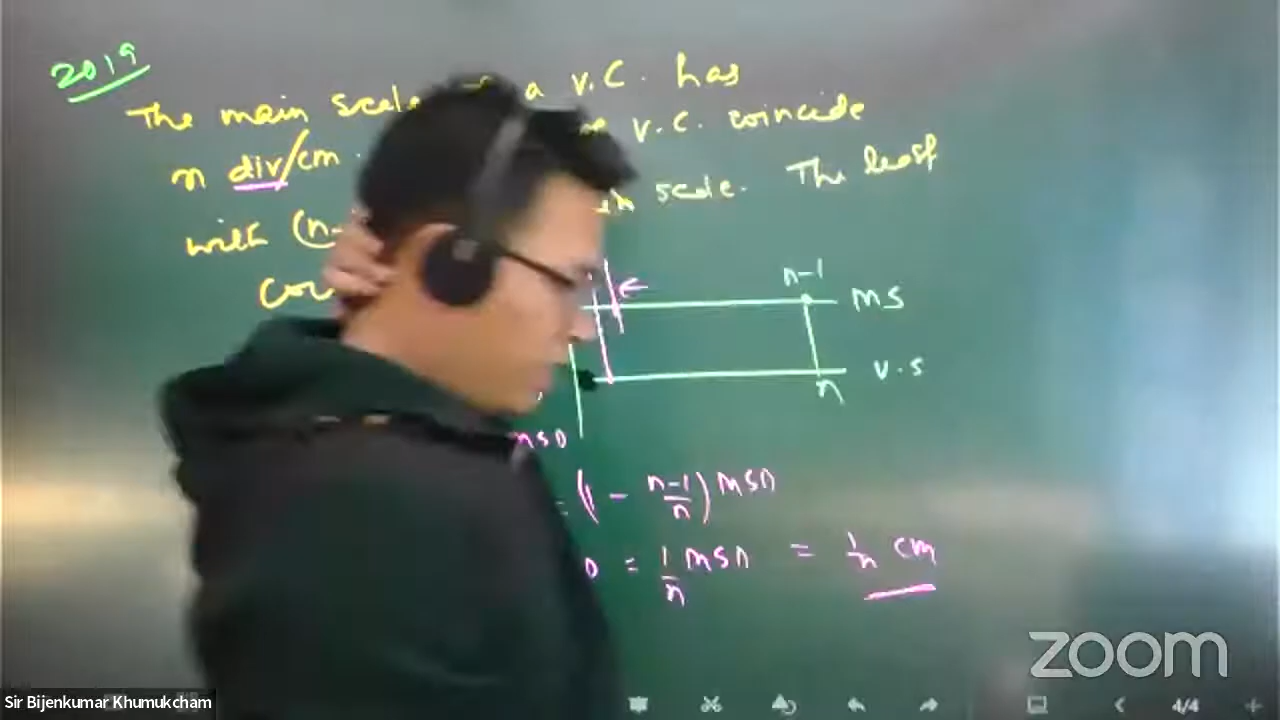 2019
The main scale a V.C. has
n div/cm. V.C. coincide
with (n- scale. The least
n-1
MS
V.S
n
MSD
= (1 - n-1/n) MSD
D = 1/n MSD = 1/n cm
zoom
Sir Bijenkumar Khumukcham
4/4